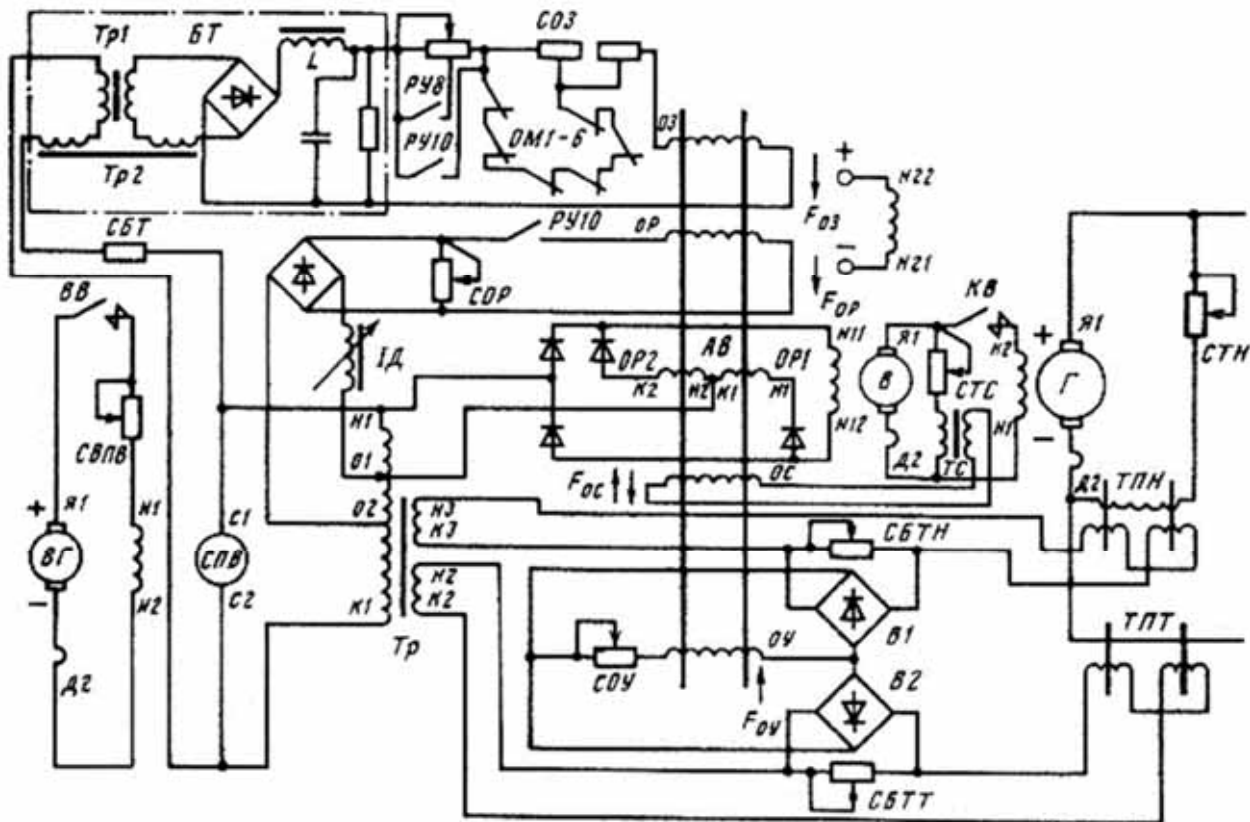 Тр1
БТ
L
СОЗ
РУ8
РУ10
ОМ1-6
ОЗ
Тр2
+
Н22
FОЗ
СБТ
РУ10
ОР
−
Н21
FОР
ВВ
СОР
КВ
Я1
СТН
IД
ОР2
АВ
ОР1
Н11
Я1
Н2
+
К2
Н2
К1
Н1
В
СТС
Г
СВПВ
Н1
Н12
Н1
−
О1
Д2
ТС
FОС
ОС
+
Я1
Н1
О2
Н3
К3
СБТН
Д2
ТПН
С1
ВГ
СПВ
−
Н2
С2
К1
Н2
К2
В1
ТПТ
Тр
ОУ
Д2
СОУ
В2
FОУ
СБТТ